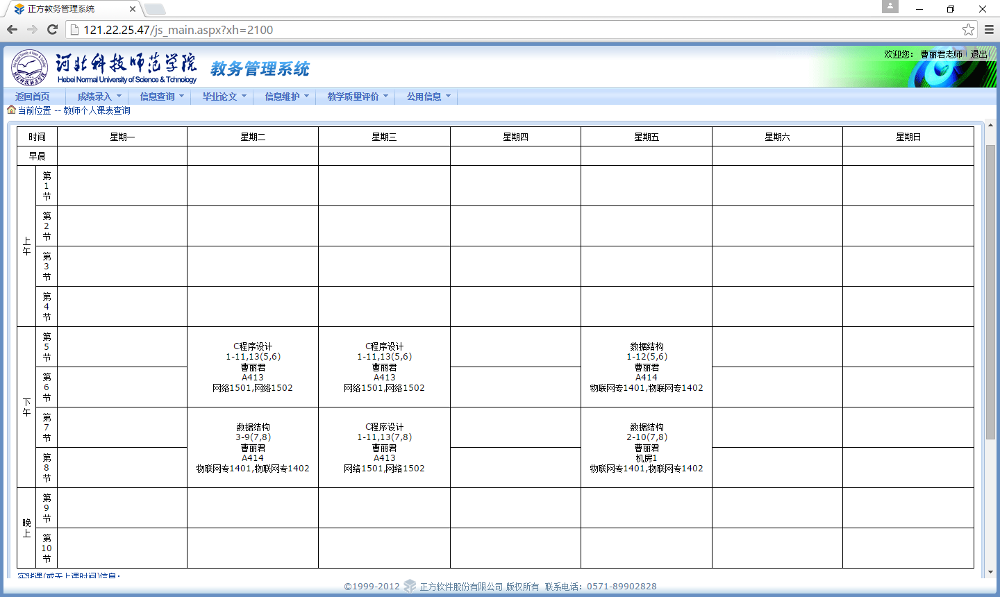 正方教务管理系统
121.22.25.47/js_main.aspx?xh=2100
河北科技师范学院
Hebei Normal University of Science & Tchnology
教务管理系统
欢迎您： 曹丽君老师 退出
返回首页 成绩录入 信息查询 毕业论文 信息维护 教学质量评价 公用信息
当前位置 -- 教师个人课表查询
时间 星期一 星期二 星期三 星期四 星期五 星期六 星期日
早晨
上午
第1节
第2节
第3节
第4节
下午
第5节
第6节
C程序设计
1-11,13(5,6)
曹丽君
A413
网络1501,网络1502
C程序设计
1-11,13(5,6)
曹丽君
A413
网络1501,网络1502
数据结构
1-12(5,6)
曹丽君
A414
物联网专1401,物联网专1402
第7节
第8节
数据结构
3-9(7,8)
曹丽君
A414
物联网专1401,物联网专1402
C程序设计
1-11,13(7,8)
曹丽君
A413
网络1501,网络1502
数据结构
2-10(7,8)
曹丽君
机房1
物联网专1401,物联网专1402
晚上
第9节
第10节
实践课(或无上课时间)信息：
©1999-2012 正方软件股份有限公司 版权所有 联系电话：0571-89902828